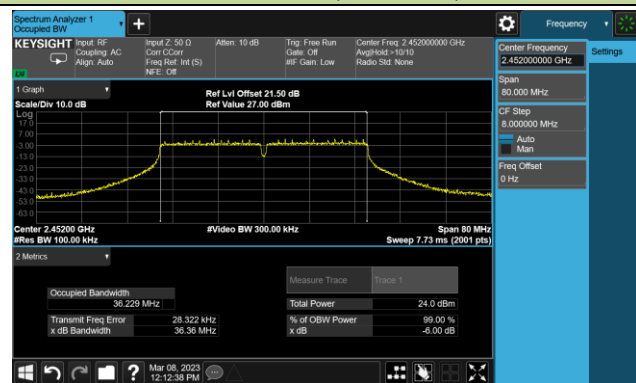 Spectrum Analyzer 1
Occupied BW
+
Frequency
KEYSIGHT
Input: RF
Coupling: AC
Align: Auto
Input Z: 50 Ω
Corr CCorr
Freq Ref: Int (S)
NFE: Off
Atten: 10 dB
Trig: Free Run
Gate: Off
#IF Gain: Low
Center Freq: 2.452000000 GHz
Avg|Hold:>10/10
Radio Std: None
Center Frequency
2.452000000 GHz
Settings
Span
80.000 MHz
CF Step
8.000000 MHz
Auto
Man
Freq Offset
0 Hz
1 Graph
Scale/Div 10.0 dB
Ref Lvl Offset 21.50 dB
Ref Value 27.00 dBm
Log
17.0
7.00
-3.00
-13.0
-23.0
-33.0
-43.0
-53.0
-63.0
Center 2.45200 GHz
#Res BW 100.00 kHz
#Video BW 300.00 kHz
Span 80 MHz
Sweep 7.73 ms (2001 pts)
2 Metrics
Measure Trace
Trace 1
Occupied Bandwidth
36.229 MHz
Total Power
24.0 dBm
Transmit Freq Error
28.322 kHz
% of OBW Power
99.00 %
x dB Bandwidth
36.36 MHz
x dB
-6.00 dB
?
Mar 08, 2023
12:12:38 PM